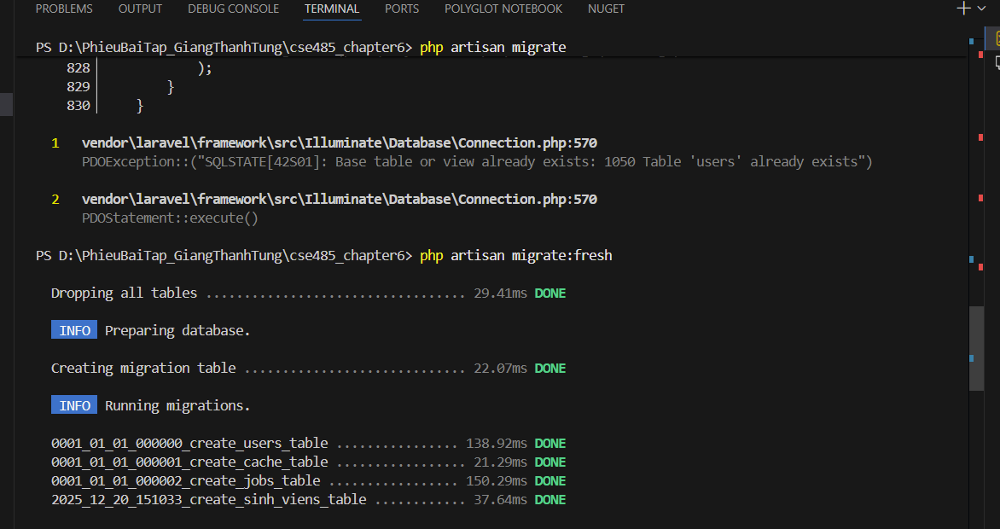 PROBLEMS OUTPUT DEBUG CONSOLE TERMINAL PORTS POLYGLOT NOTEBOOK NUGET
PS D:\PhieuBaiTap_GiangThanhTung\cse485_chapter6> php artisan migrate
828 );
829 }
830 }
1 vendor\laravel\framework\src\Illuminate\Database\Connection.php:570
PDOException::("SQLSTATE[42S01]: Base table or view already exists: 1050 Table 'users' already exists")
2 vendor\laravel\framework\src\Illuminate\Database\Connection.php:570
PDOStatement::execute()
PS D:\PhieuBaiTap_GiangThanhTung\cse485_chapter6> php artisan migrate:fresh
Dropping all tables .................................. 29.41ms DONE
INFO Preparing database.
Creating migration table ............................. 22.07ms DONE
INFO Running migrations.
0001_01_01_000000_create_users_table ................ 138.92ms DONE
0001_01_01_000001_create_cache_table ................. 21.29ms DONE
0001_01_01_000002_create_jobs_table ................. 150.29ms DONE
2025_12_20_151033_create_sinh_viens_table ............ 37.64ms DONE